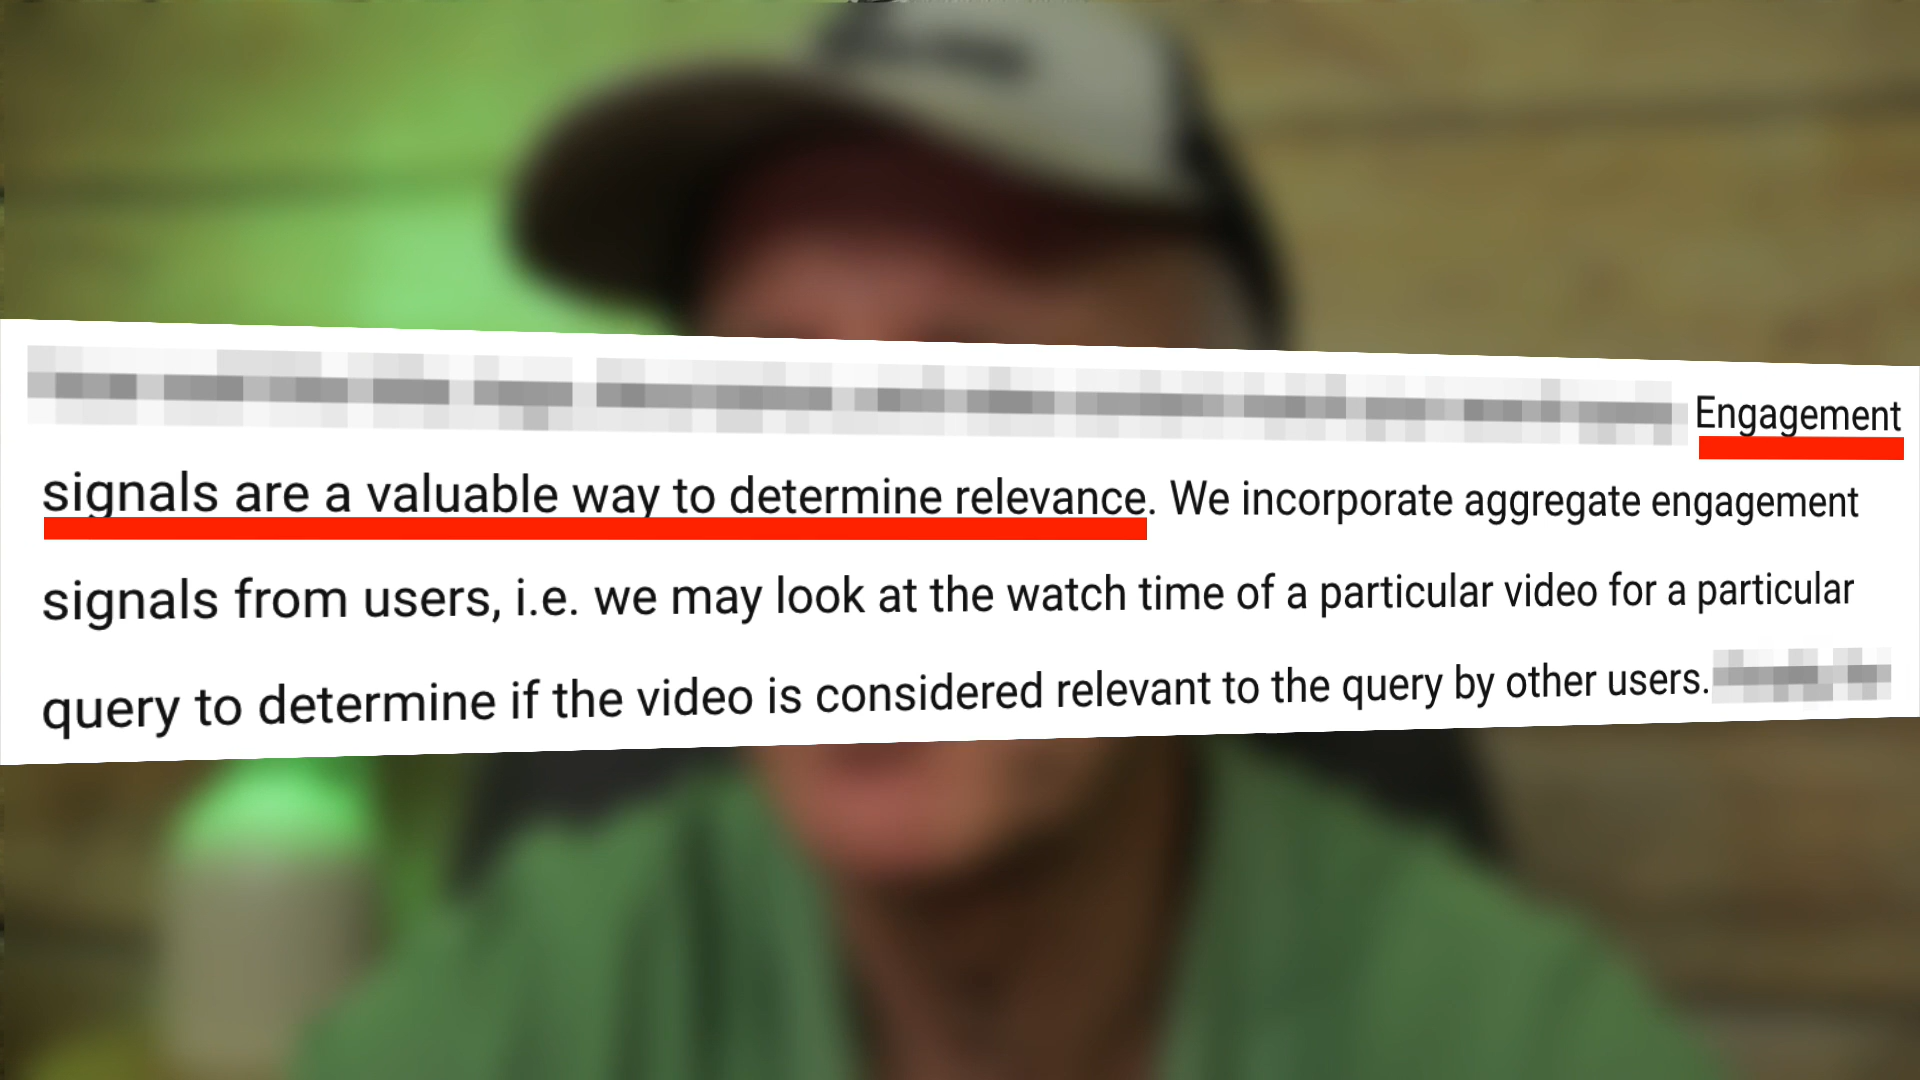 Engagement
signals are a valuable way to determine relevance. We incorporate aggregate engagement
signals from users, i.e. we may look at the watch time of a particular video for a particular
query to determine if the video is considered relevant to the query by other users.